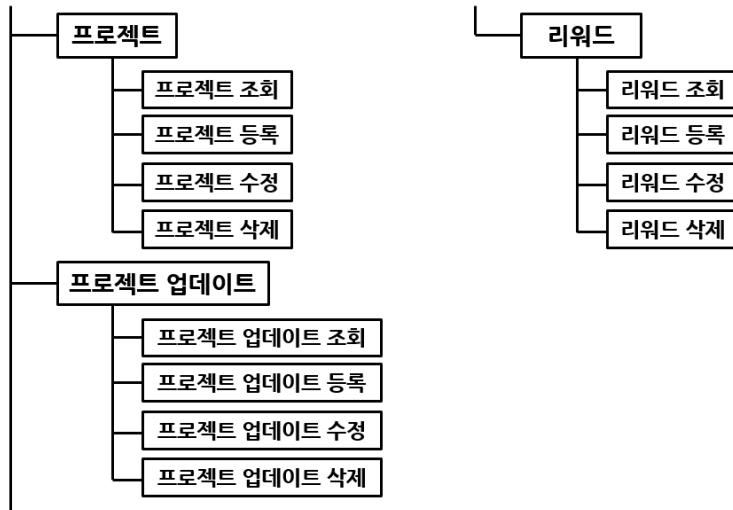 프로젝트
프로젝트 조회
프로젝트 등록
프로젝트 수정
프로젝트 삭제
프로젝트 업데이트
프로젝트 업데이트 조회
프로젝트 업데이트 등록
프로젝트 업데이트 수정
프로젝트 업데이트 삭제
리워드
리워드 조회
리워드 등록
리워드 수정
리워드 삭제